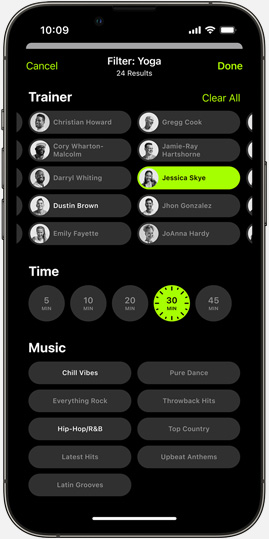 10:09
Cancel
Filter: Yoga
Done
24 Results
Trainer
Clear All
Christian Howard
Gregg Cook
Cory Wharton-
Malcolm
Jamie-Ray
Hartshorne
Darryl Whiting
Jessica Skye
Dustin Brown
Jhon Gonzalez
Emily Fayette
JoAnna Hardy
Time
5
MIN
10
MIN
20
MIN
30
MIN
45
MIN
Music
Chill Vibes
Pure Dance
Everything Rock
Throwback Hits
Hip-Hop/R&B
Top Country
Latest Hits
Upbeat Anthems
Latin Grooves